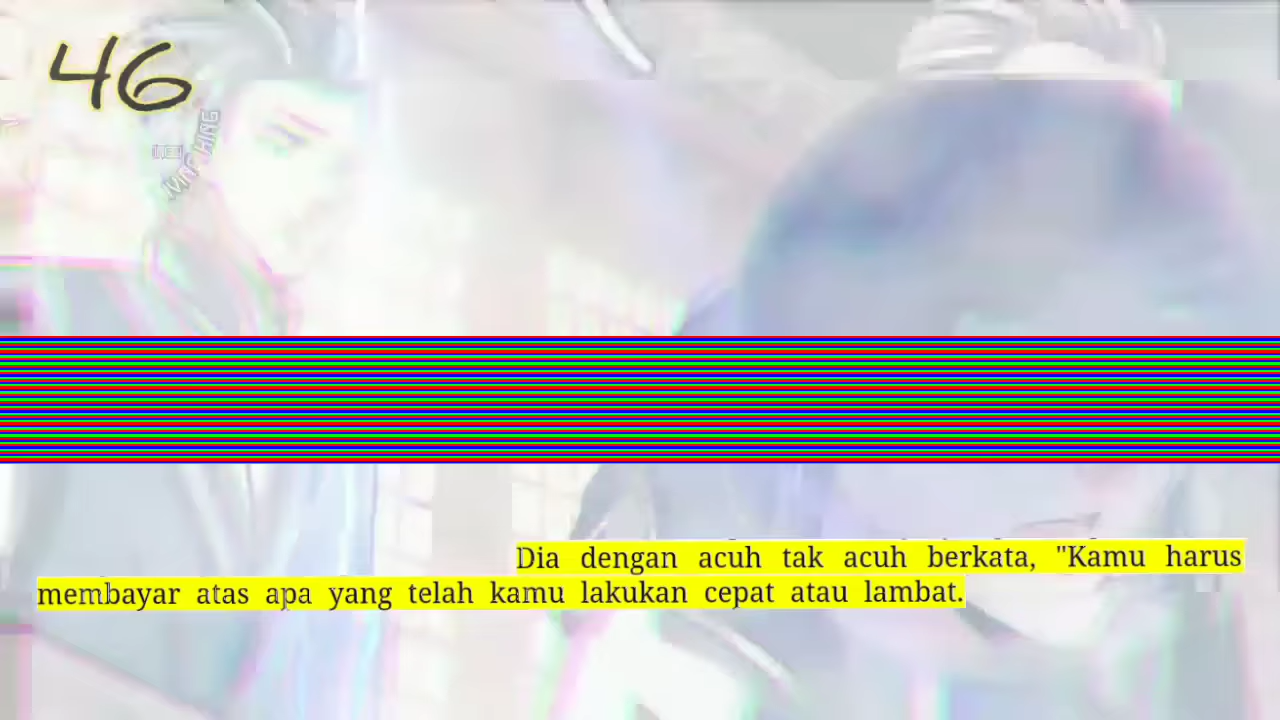 46
Dia dengan acuh tak acuh berkata, "Kamu harus
membayar atas apa yang telah kamu lakukan cepat atau lambat.